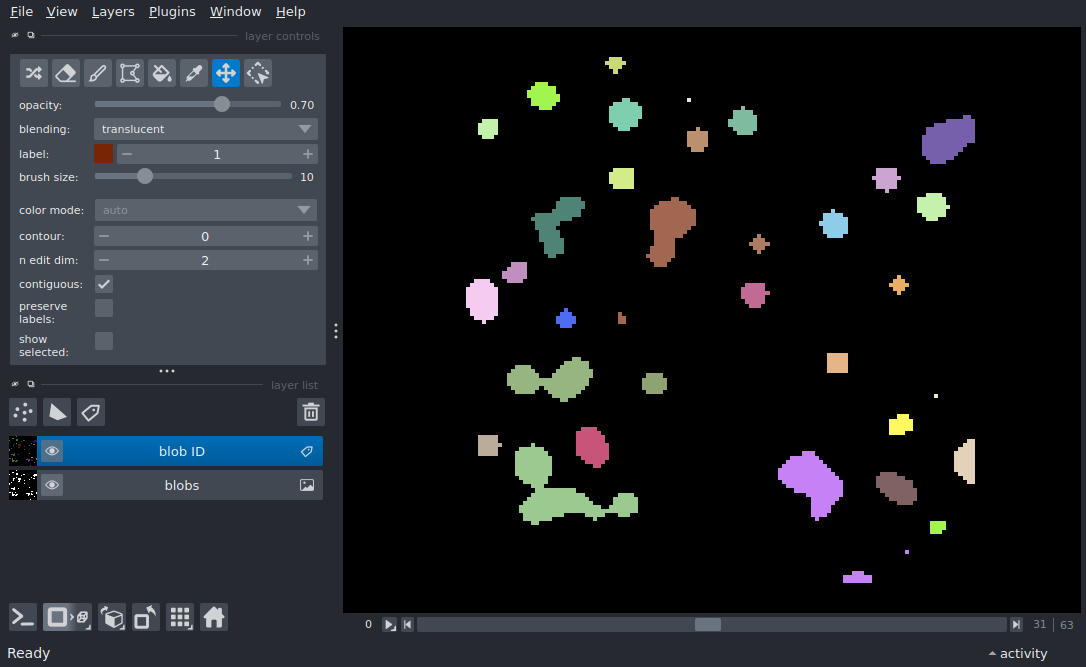 File View Layers Plugins Window Help
layer controls
opacity: 0.70
blending: translucent
label: 1
brush size: 10
color mode: auto
contour: 0
n edit dim: 2
contiguous:
preserve
labels:
show
selected:
layer list
blob ID
blobs
0 31 63
Ready activity